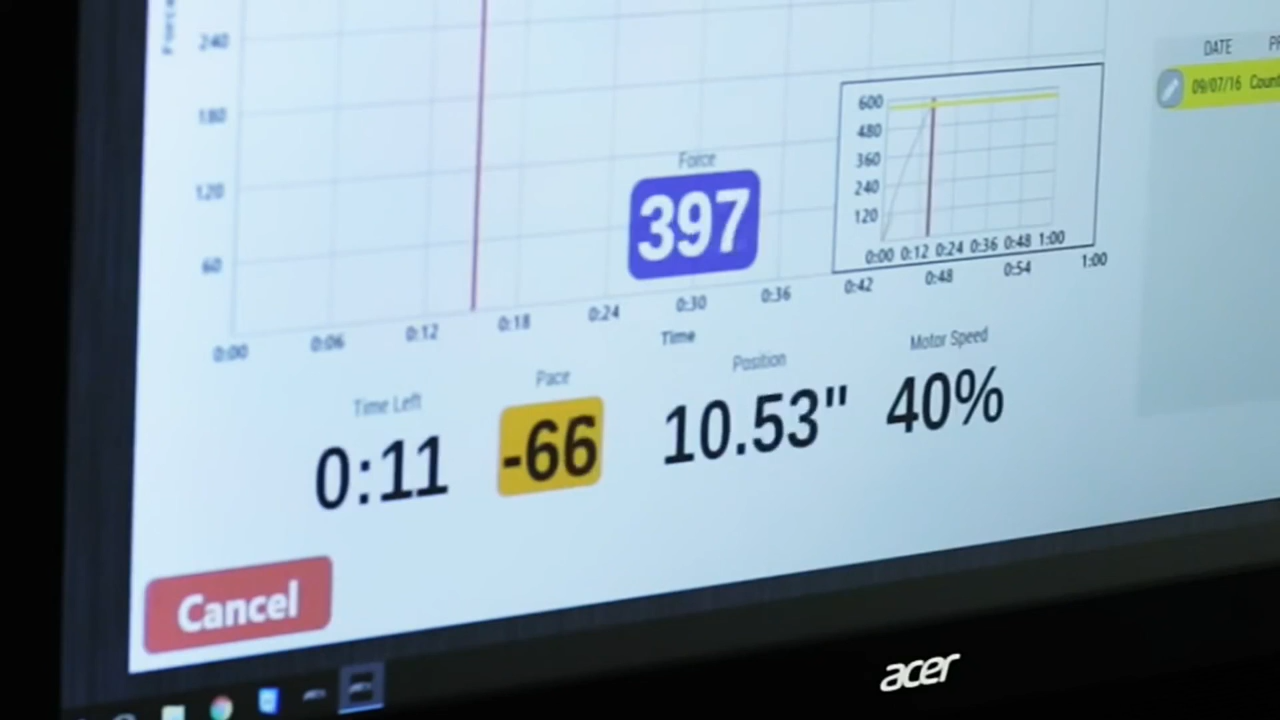 Force
240
180
120
60
0:00 0:06 0:12 0:18 0:24 0:30 0:36 0:42 0:48 0:54 1:00
Time
Force
397
600
480
360
240
120
0:00 0:12 0:24 0:36 0:48 1:00
DATE
09/07/16
Time Left
0:11
Pace
-66
Position
10.53"
Motor Speed
40%
Cancel
acer